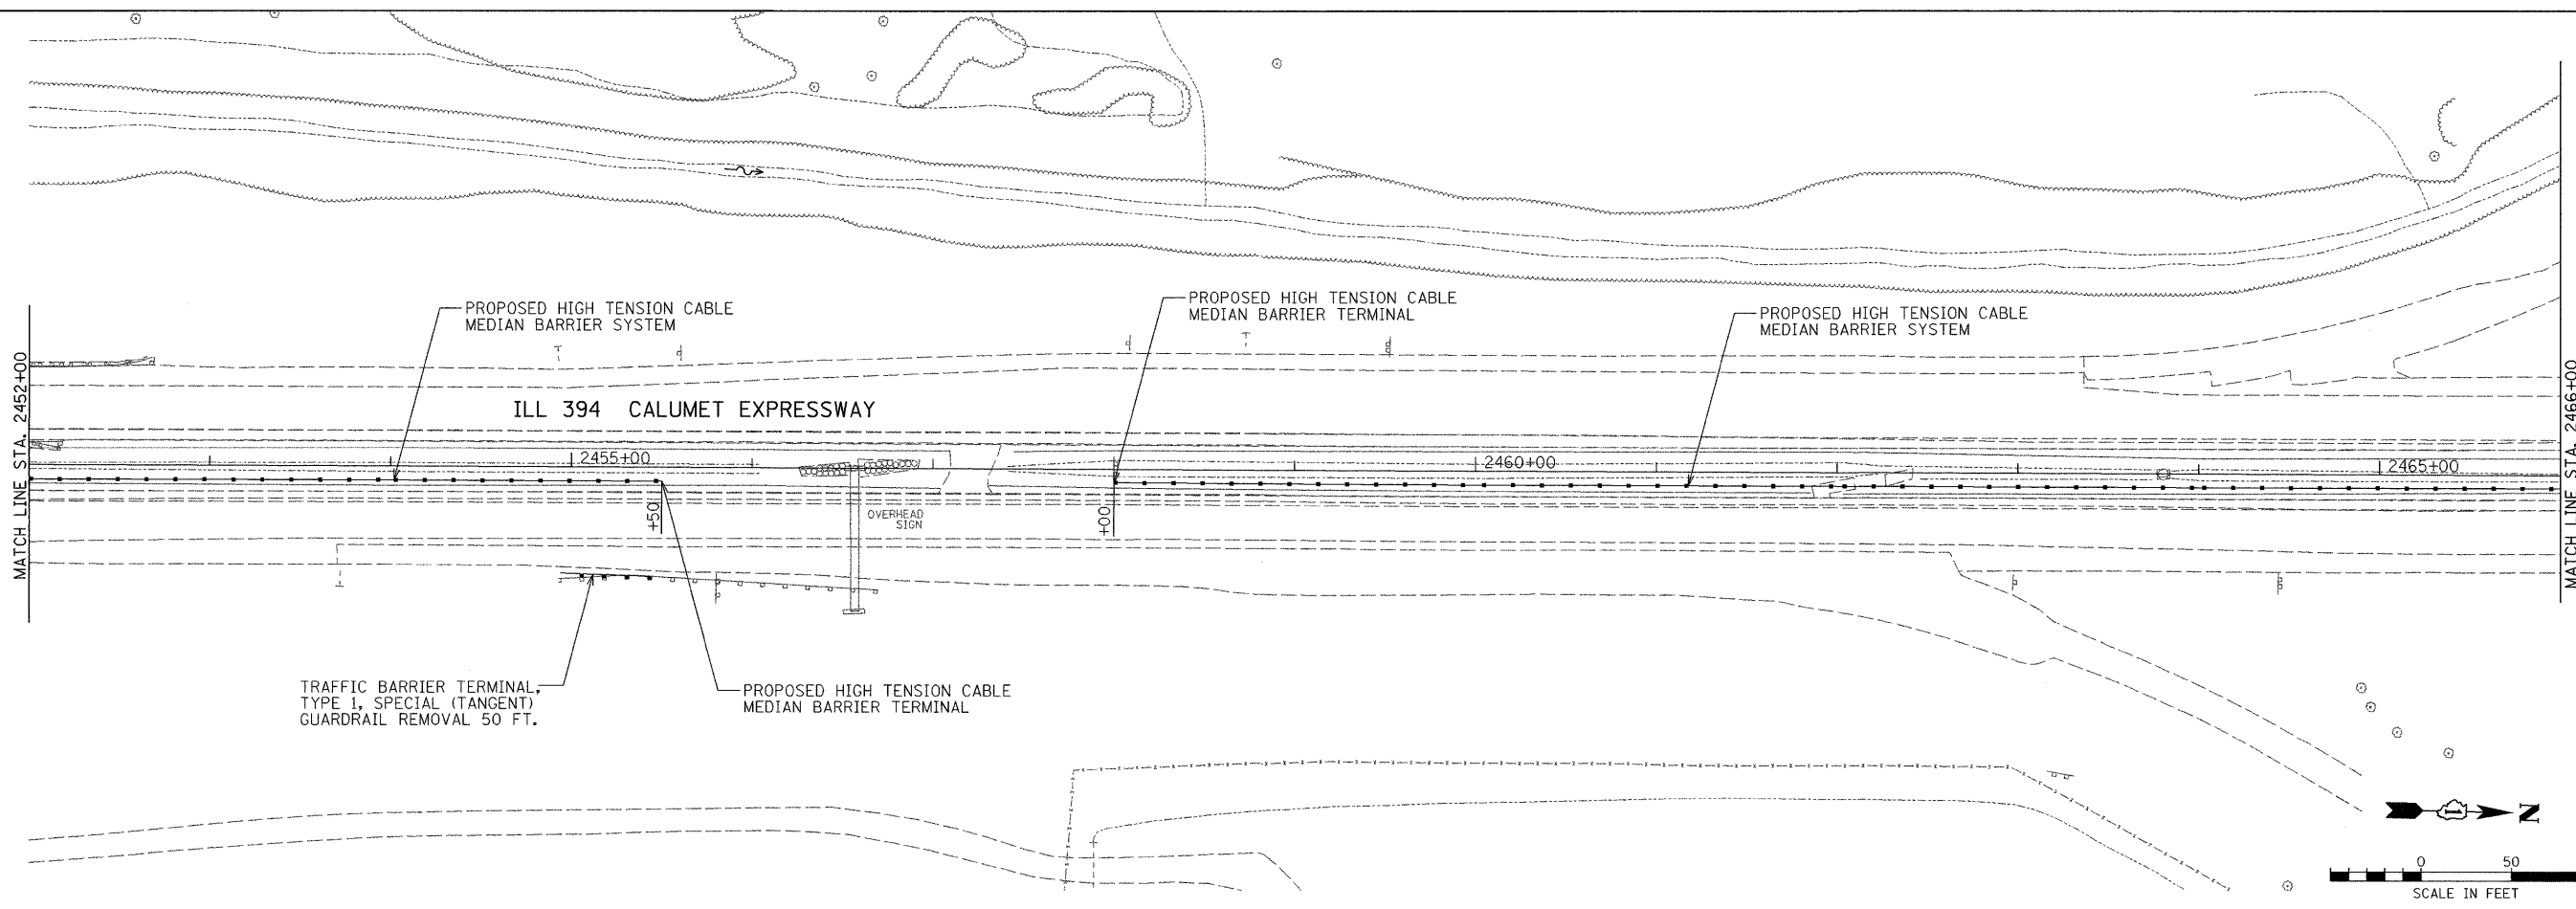 PROPOSED HIGH TENSION CABLE
MEDIAN BARRIER SYSTEM
PROPOSED HIGH TENSION CABLE
MEDIAN BARRIER TERMINAL
PROPOSED HIGH TENSION CABLE
MEDIAN BARRIER SYSTEM
MATCH LINE STA. 2452+00
ILL 394 CALUMET EXPRESSWAY
2455+00
2460+00
2465+00
MATCH LINE STA. 2466+00
+50
OVERHEAD
SIGN
+00
TRAFFIC BARRIER TERMINAL,
TYPE 1, SPECIAL (TANGENT)
GUARDRAIL REMOVAL 50 FT.
PROPOSED HIGH TENSION CABLE
MEDIAN BARRIER TERMINAL
N
0 50
SCALE IN FEET